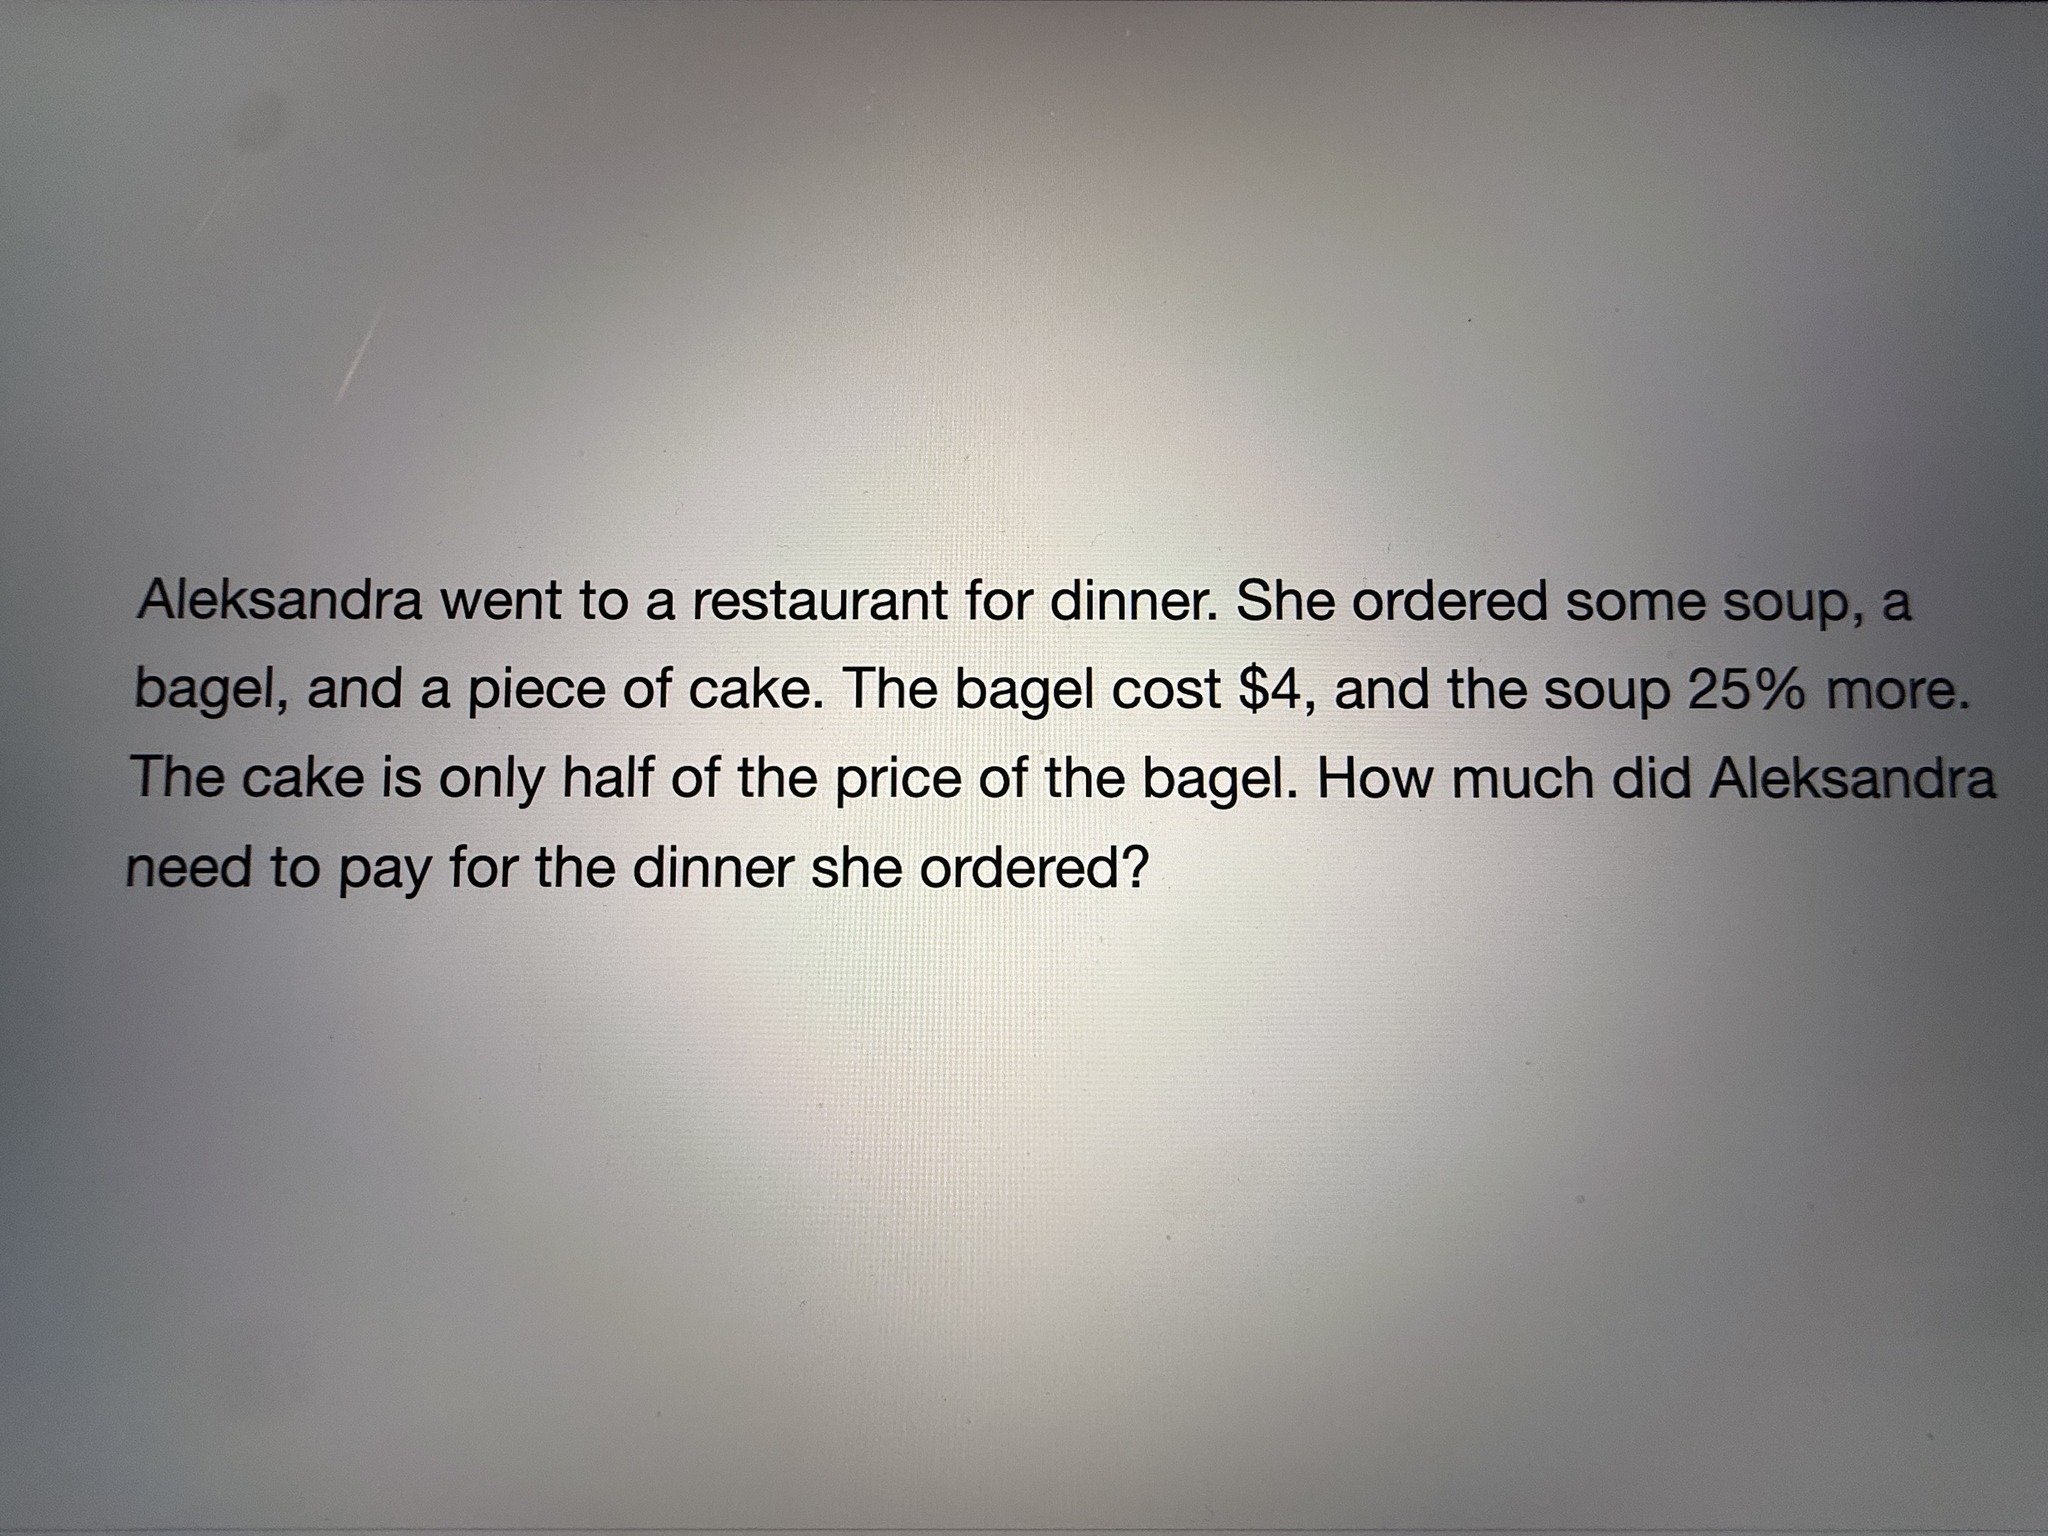 Aleksandra went to a restaurant for dinner. She ordered some soup, a
bagel, and a piece of cake. The bagel cost $4, and the soup 25% more.
The cake is only half of the price of the bagel. How much did Aleksandra
need to pay for the dinner she ordered?